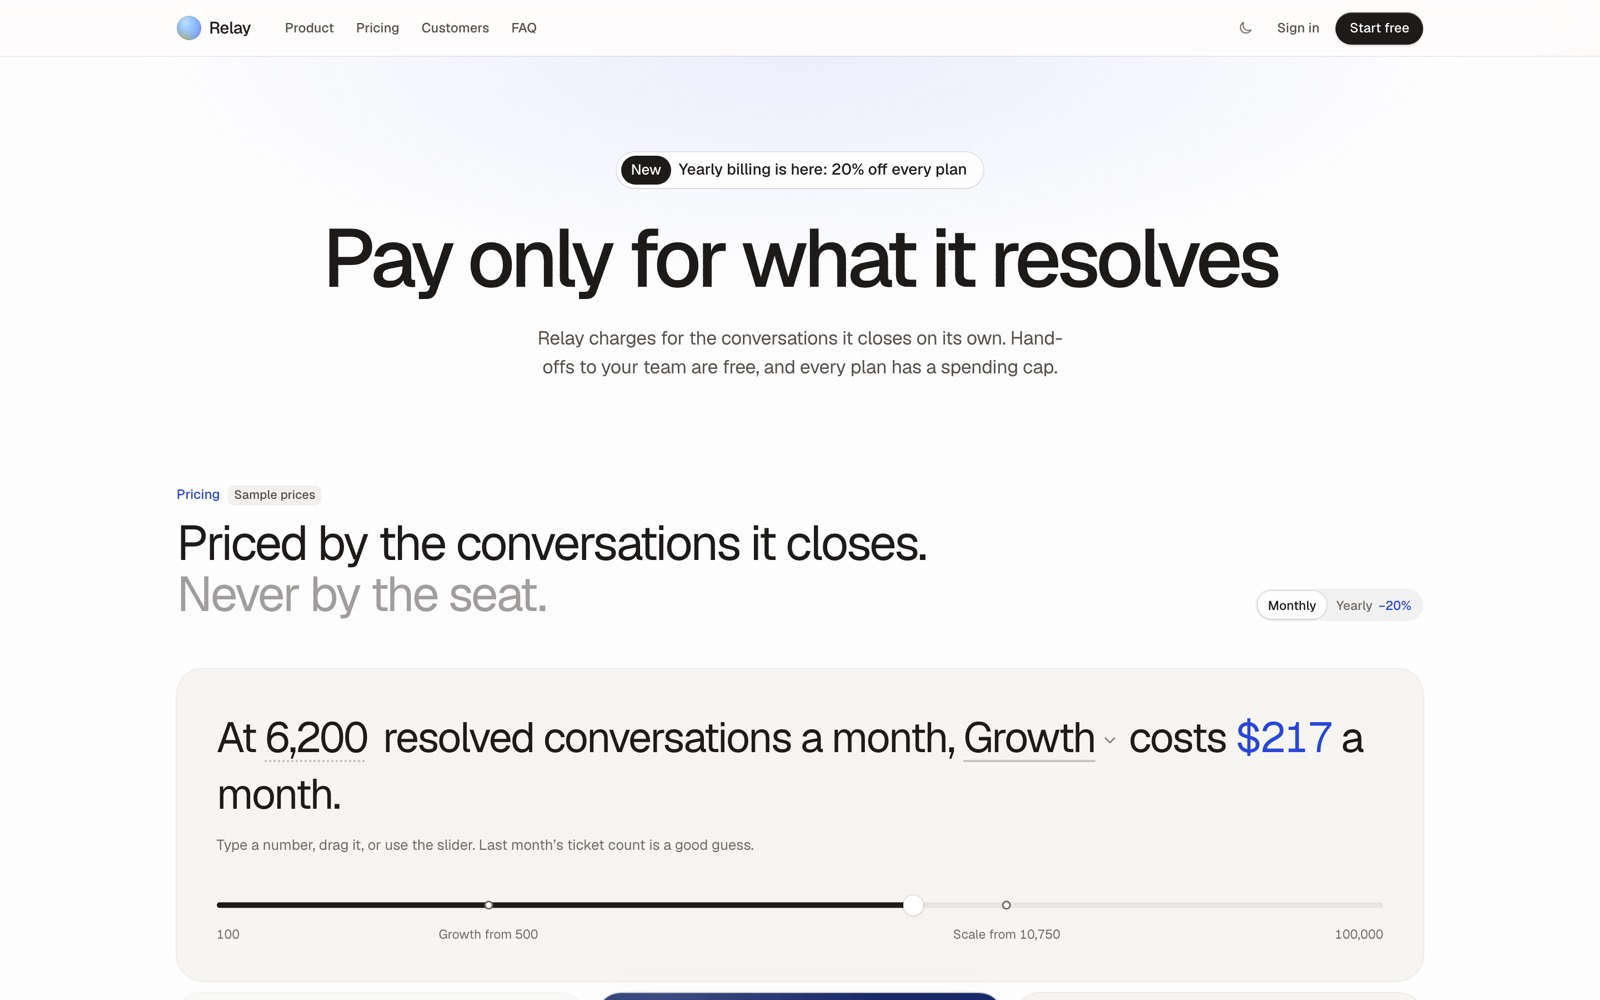 Relay
Product
Pricing
Customers
FAQ
Sign in
Start free
New
Yearly billing is here: 20% off every plan
Pay only for what it resolves
Relay charges for the conversations it closes on its own. Hand-
offs to your team are free, and every plan has a spending cap.
Pricing
Sample prices
Priced by the conversations it closes.
Never by the seat.
Monthly
Yearly −20%
At 6,200 resolved conversations a month, Growth costs $217 a
month.
Type a number, drag it, or use the slider. Last month’s ticket count is a good guess.
100
Growth from 500
Scale from 10,750
100,000